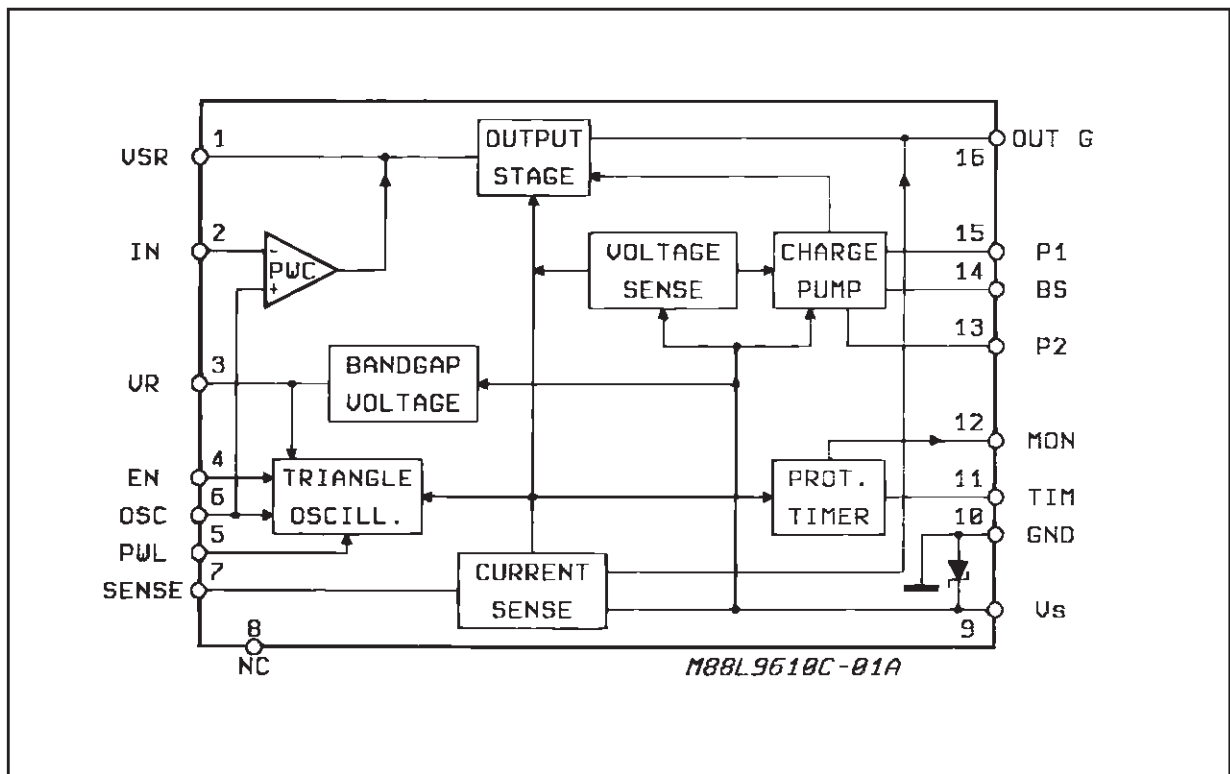 1
VSR
OUTPUT
STAGE
OUT G
16
2
IN
-
PWC
+
VOLTAGE
SENSE
CHARGE
PUMP
15
P1
14
BS
13
P2
3
VR
BANDGAP
VOLTAGE
12
MON
4
EN
6
OSC
5
PWL
TRIANGLE
OSCILL.
PROT.
TIMER
11
TIM
10
GND
7
SENSE
CURRENT
SENSE
Vs
9
8
NC
M88L9610C-01A